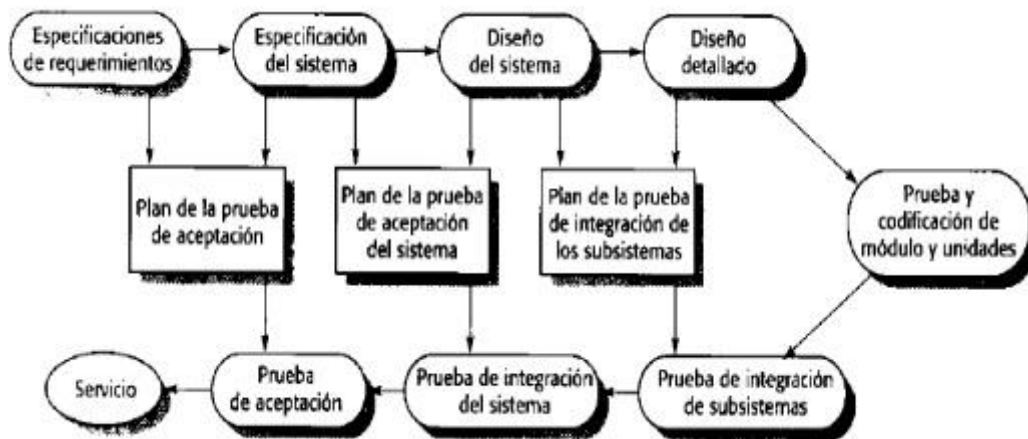 Especificaciones
de requerimientos
Especificación
del sistema
Diseño
del sistema
Diseño
detallado
Plan de la prueba
de aceptación
Plan de la prueba
de aceptación
del sistema
Plan de la prueba
de integración de
los subsistemas
Prueba y
codificación de
módulo y unidades
Servicio
Prueba
de aceptación
Prueba de integración
del sistema
Prueba de integración
de subsistemas